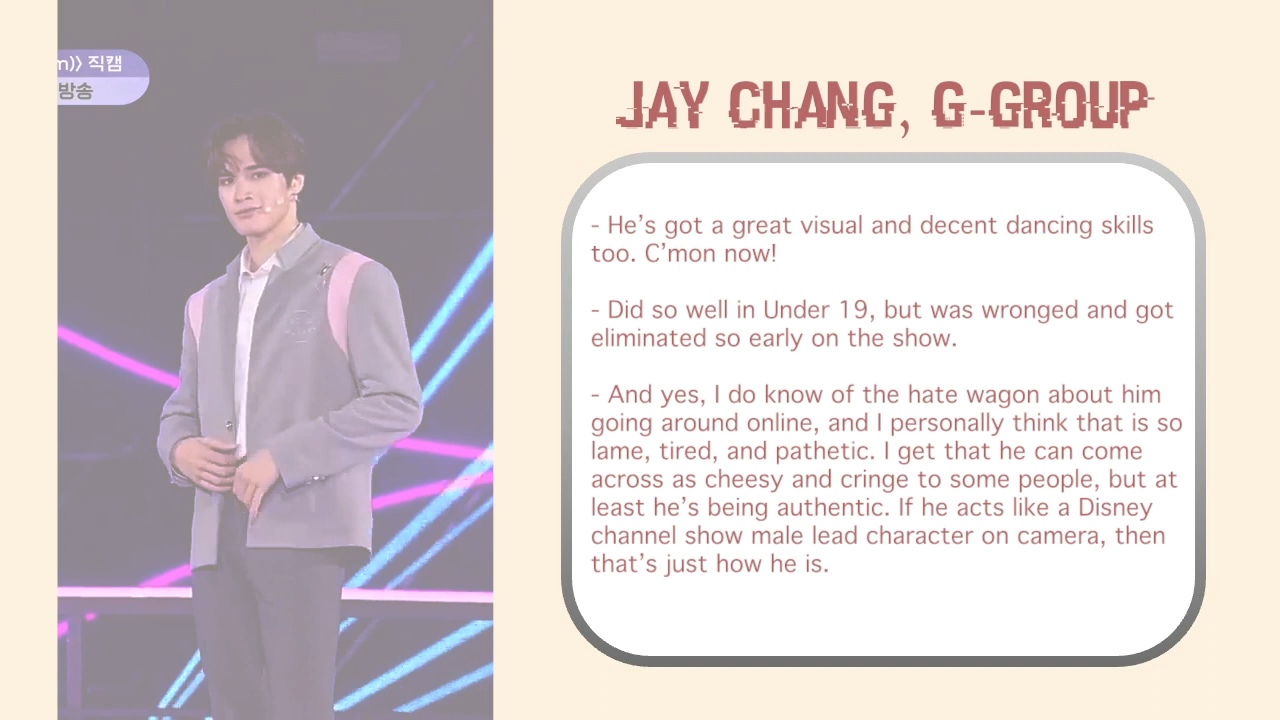 m)⟩ 직캠
방송
JAY CHANG, G-GROUP
- He’s got a great visual and decent dancing skills
too. C’mon now!
- Did so well in Under 19, but was wronged and got
eliminated so early on the show.
- And yes, I do know of the hate wagon about him
going around online, and I personally think that is so
lame, tired, and pathetic. I get that he can come
across as cheesy and cringe to some people, but at
least he’s being authentic. If he acts like a Disney
channel show male lead character on camera, then
that’s just how he is.